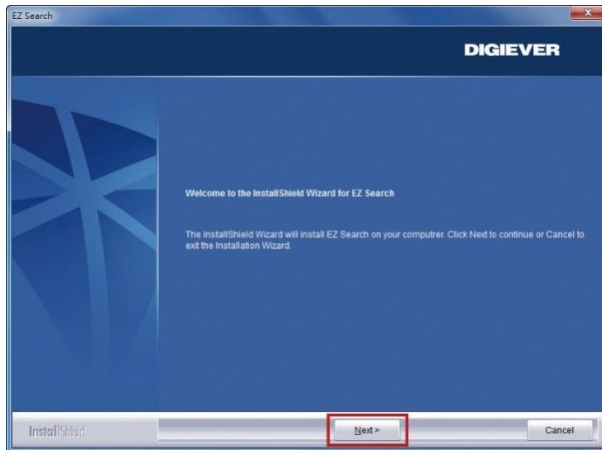 EZ Search
DIGIEVER
Welcome to the InstallShield Wizard for EZ Search
The InstallShield Wizard will install EZ Search on your computrer. Click Next to continue or Cancel to
exit the Installation Wizard.
InstallShield
Next >
Cancel